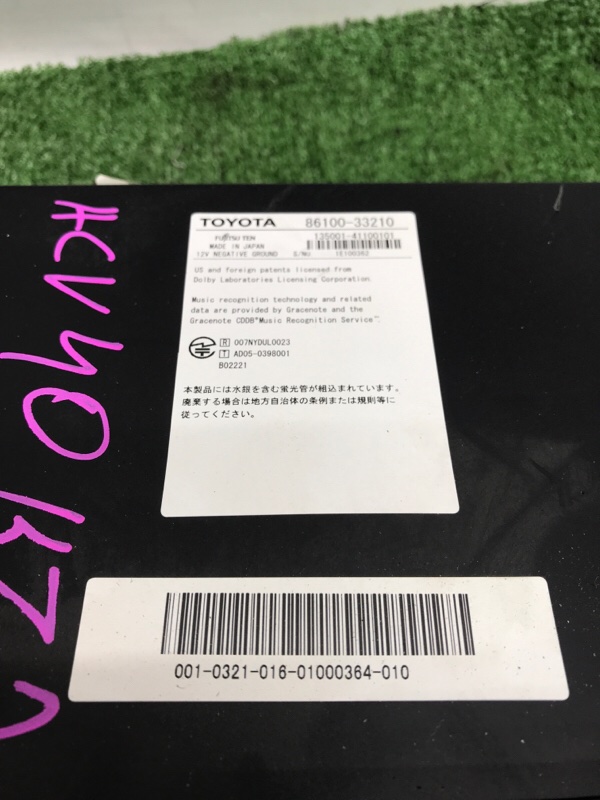 TOYOTA 86100-33210
FUJITSU TEN 135001-41100101
MADE IN JAPAN
12V NEGATIVE GROUND S/No.
US and foreign patents licensed from
Dolby Laboratories Licensing Corporation.
Music recognition technology and related
data are provided by Gracenote and the
Gracenote CDDB®Music Recognition Service℠
R 007NYDUL0023
T AD05-0398001
B02221
本製品には水銀を含む蛍光管が組込まれています。
廃棄する場合は地方自治体の条例または規則等に
従ってください。
001-0321-016-01000364-010